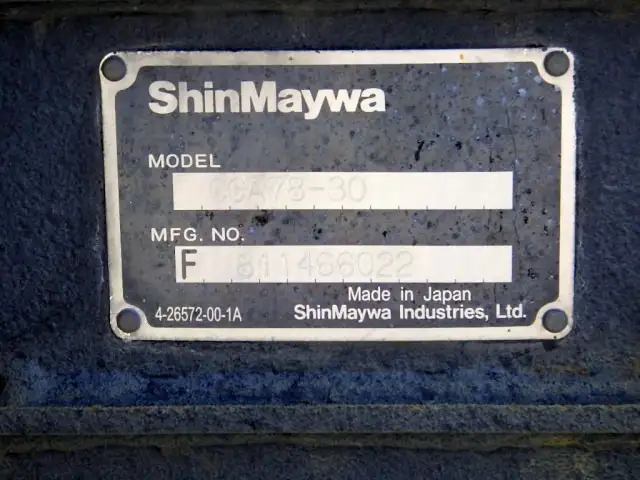 ShinMaywa
MODEL
MFG. NO.
F
Made in Japan
4-26572-00-1A
ShinMaywa Industries, Ltd.